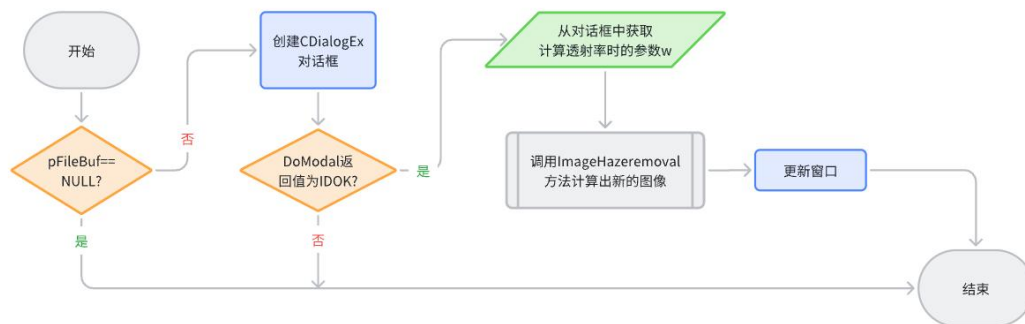 开始
pFileBuf==
NULL?
是
否
创建CDialogEx
对话框
DoModal返
回值为IDOK?
否
是
从对话框中获取
计算透射率时的参数w
调用ImageHazeremoval
方法计算出新的图像
更新窗口
结束